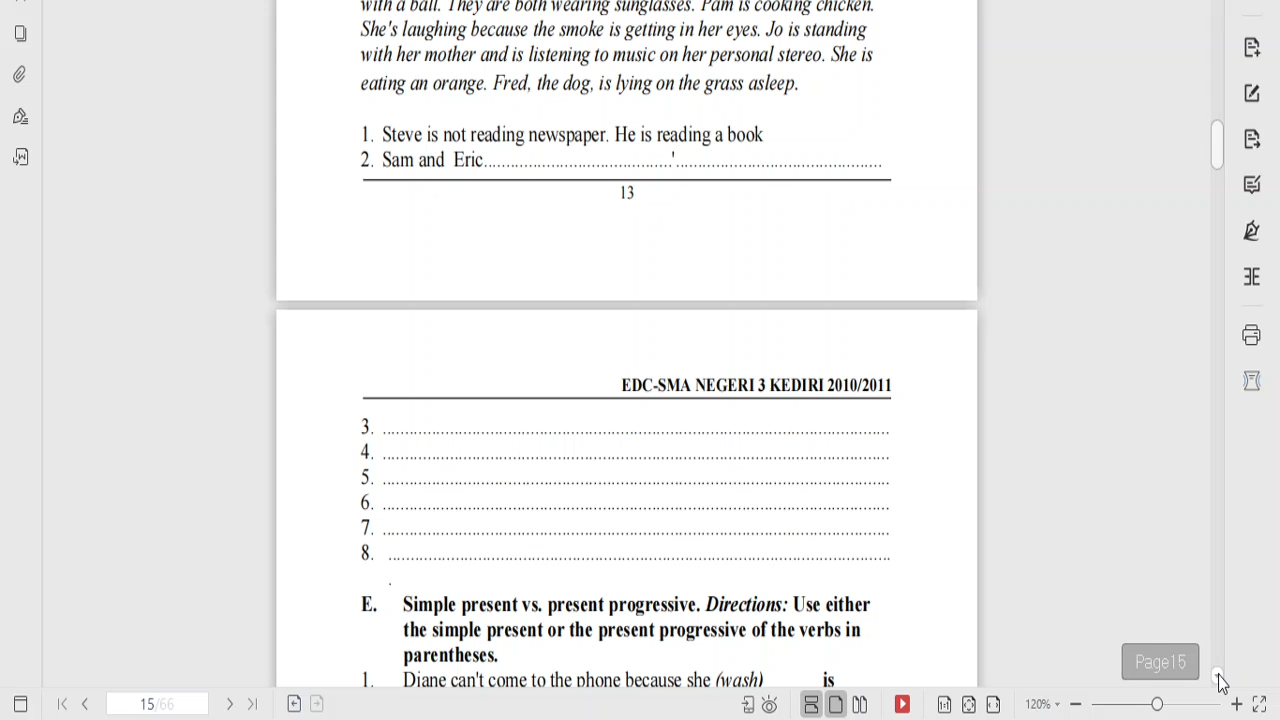 with a ball. They are both wearing sunglasses. Pam is cooking chicken.
She's laughing because the smoke is getting in her eyes. Jo is standing
with her mother and is listening to music on her personal stereo. She is
eating an orange. Fred, the dog, is lying on the grass asleep.
1. Steve is not reading newspaper. He is reading a book
2. Sam and Eric..........................................'..............................................
13
EDC-SMA NEGERI 3 KEDIRI 2010/2011
3. .................................................................................................................
4. .................................................................................................................
5. .................................................................................................................
6. .................................................................................................................
7. .................................................................................................................
8. .................................................................................................................
.
E. Simple present vs. present progressive. Directions: Use either
the simple present or the present progressive of the verbs in
parentheses.
1. Diane can't come to the phone because she (wash)______ is
Page15
15/66
120%